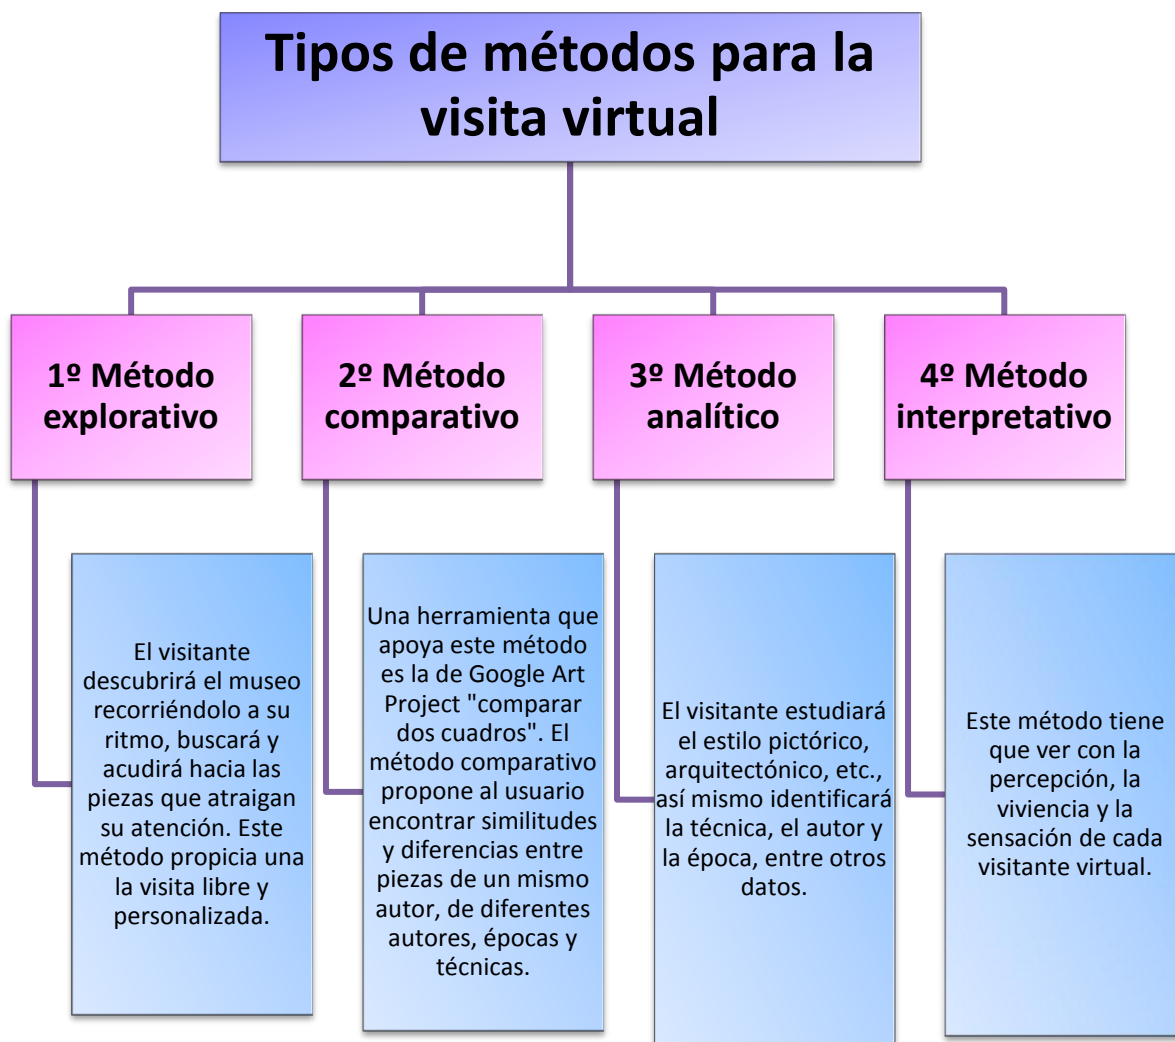 Tipos de métodos para la
visita virtual
1º Método
explorativo
2º Método
comparativo
3º Método
analítico
4º Método
interpretativo
El visitante
descubrirá el museo
recorriéndolo a su
ritmo, buscará y
acudirá hacia las
piezas que atraigan
su atención. Este
método propicia una
la visita libre y
personalizada.
Una herramienta que
apoya este método
es la de Google Art
Project "comparar
dos cuadros". El
método comparativo
propone al usuario
encontrar similitudes
y diferencias entre
piezas de un mismo
autor, de diferentes
autores, épocas y
técnicas.
El visitante estudiará
el estilo pictórico,
arquitectónico, etc.,
así mismo identificará
la técnica, el autor y
la época, entre otros
datos.
Este método tiene
que ver con la
percepción, la
viviencia y la
sensación de cada
visitante virtual.